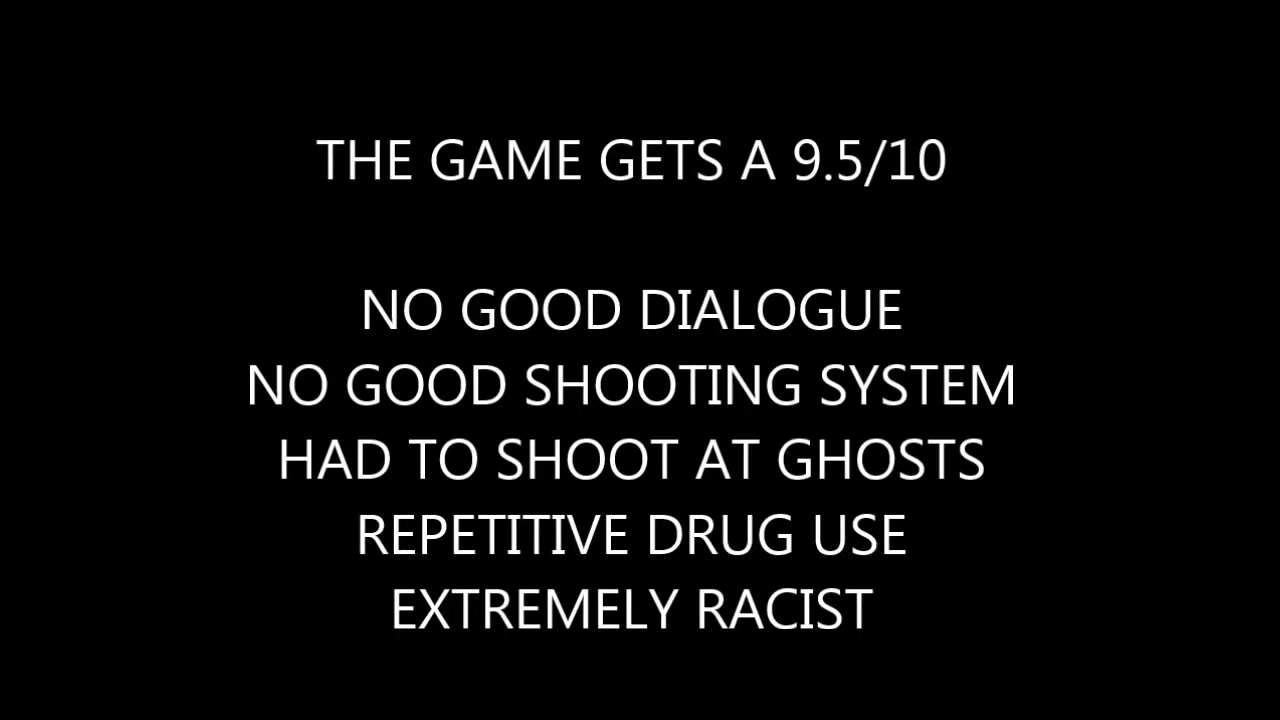 THE GAME GETS A 9.5/10
NO GOOD DIALOGUE
NO GOOD SHOOTING SYSTEM
HAD TO SHOOT AT GHOSTS
REPETITIVE DRUG USE
EXTREMELY RACIST